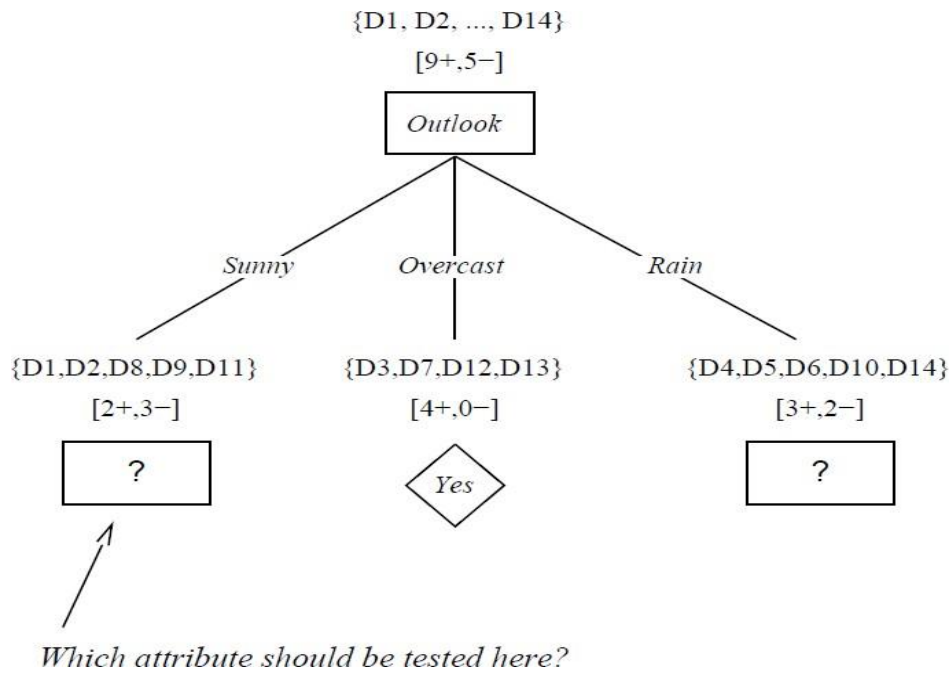 {D1, D2, ..., D14}
[9+,5−]
Outlook
Sunny Overcast Rain
{D1,D2,D8,D9,D11} {D3,D7,D12,D13} {D4,D5,D6,D10,D14}
[2+,3−] [4+,0−] [3+,2−]
? Yes ?
Which attribute should be tested here?